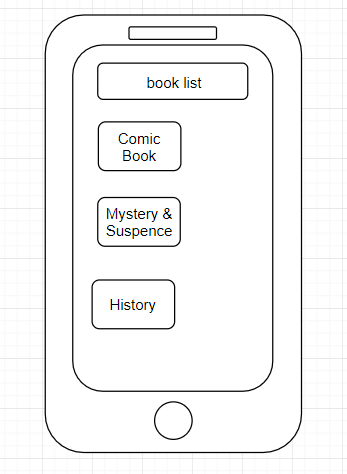 book list
Comic
Book
Mystery &
Suspence
History